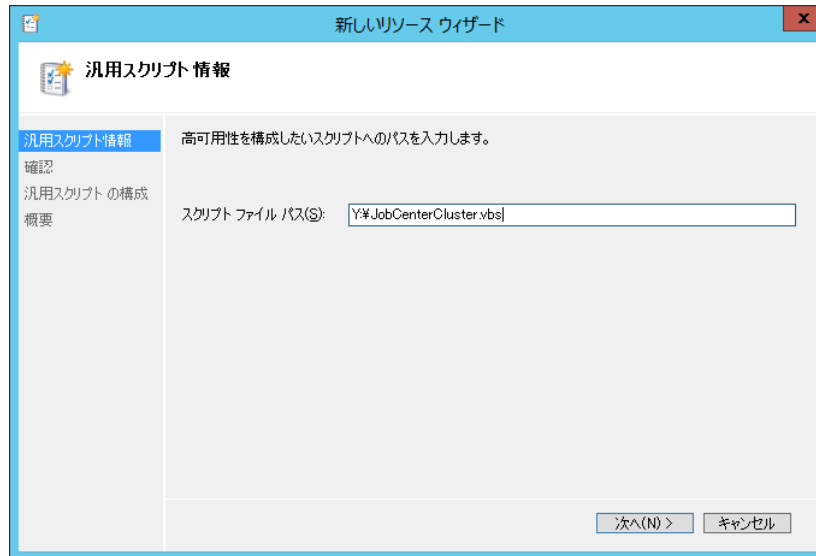 新しいリソース ウィザード
x
汎用スクリプト 情報
汎用スクリプト情報
確認
汎用スクリプト の構成
概要
高可用性を構成したいスクリプトへのパスを入力します。
スクリプト ファイル パス(S):
Y:¥JobCenterCluster.vbs
次へ(N) >
キャンセル